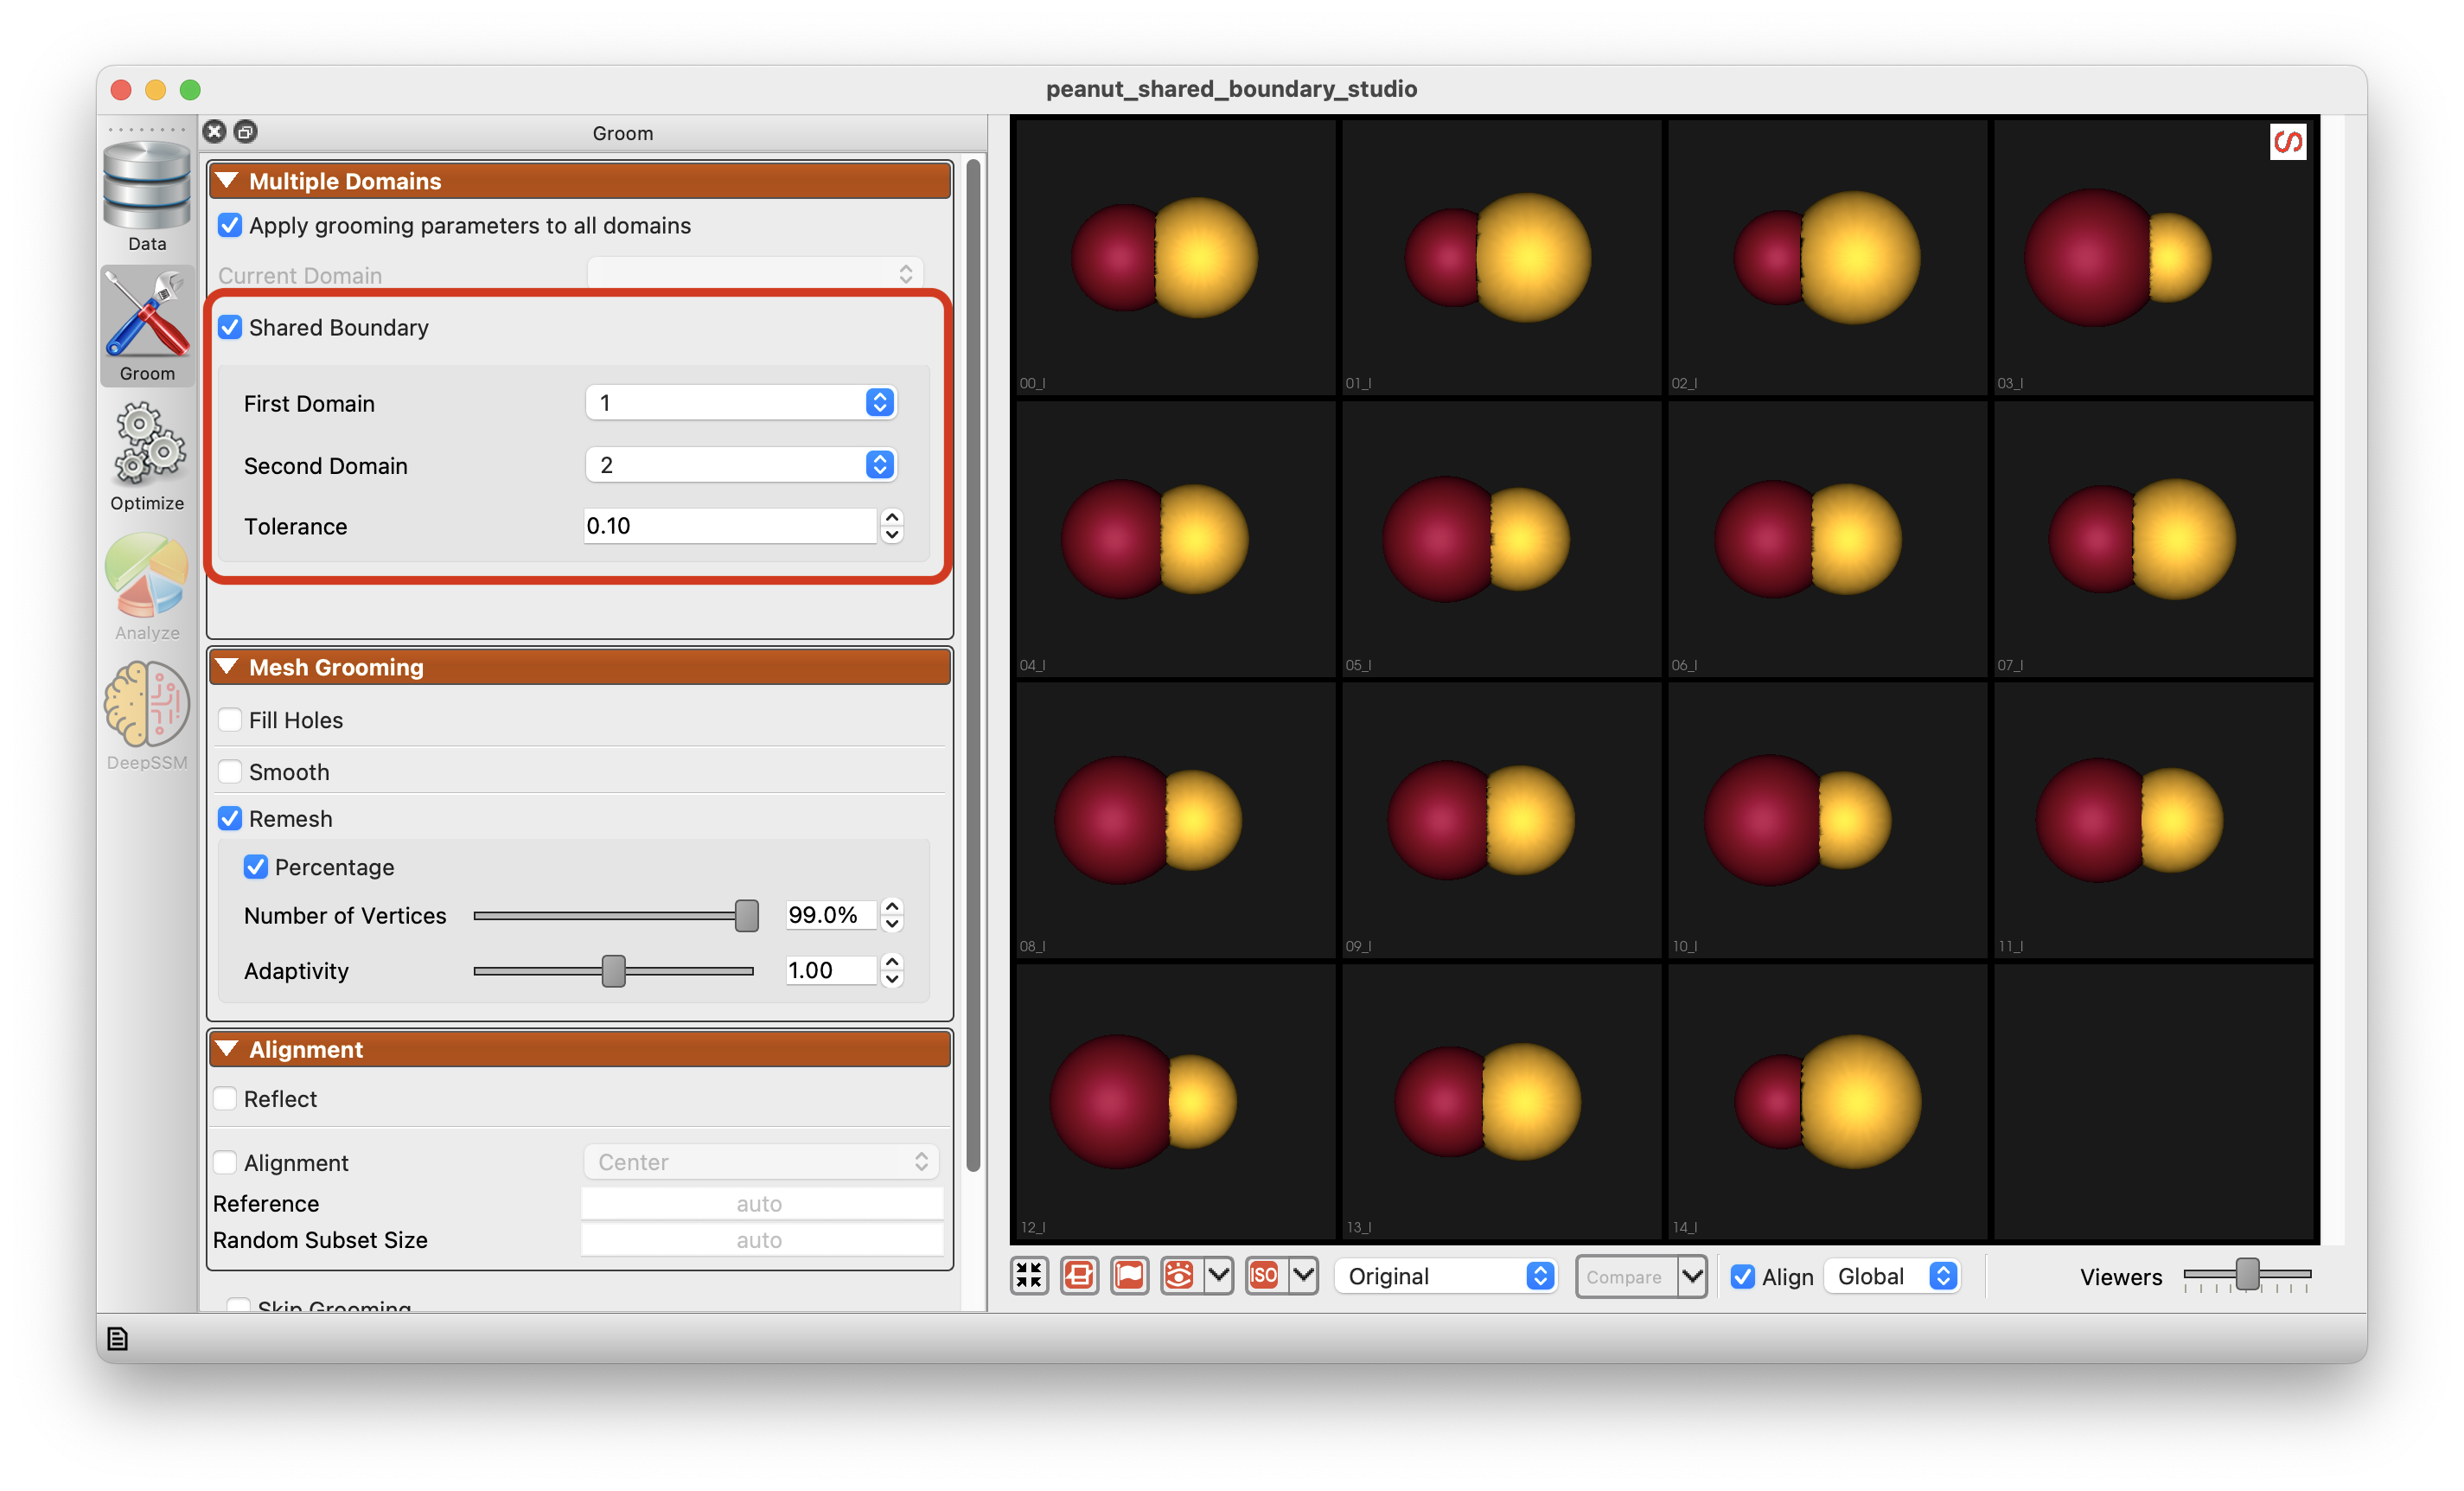 peanut_shared_boundary_studio
Data
Groom
Optimize
Analyze
DeepSSM
Groom
Multiple Domains
Apply grooming parameters to all domains
Current Domain
Shared Boundary
First Domain 1
Second Domain 2
Tolerance 0.10
Mesh Grooming
Fill Holes
Smooth
Remesh
Percentage
Number of Vertices 99.0%
Adaptivity 1.00
Alignment
Reflect
Alignment Center
Reference auto
Random Subset Size auto
Skip Grooming
00_l 01_l 02_l 03_l
04_l 05_l 06_l 07_l
08_l 09_l 10_l 11_l
12_l 13_l 14_l
ISO Original Compare Align Global Viewers